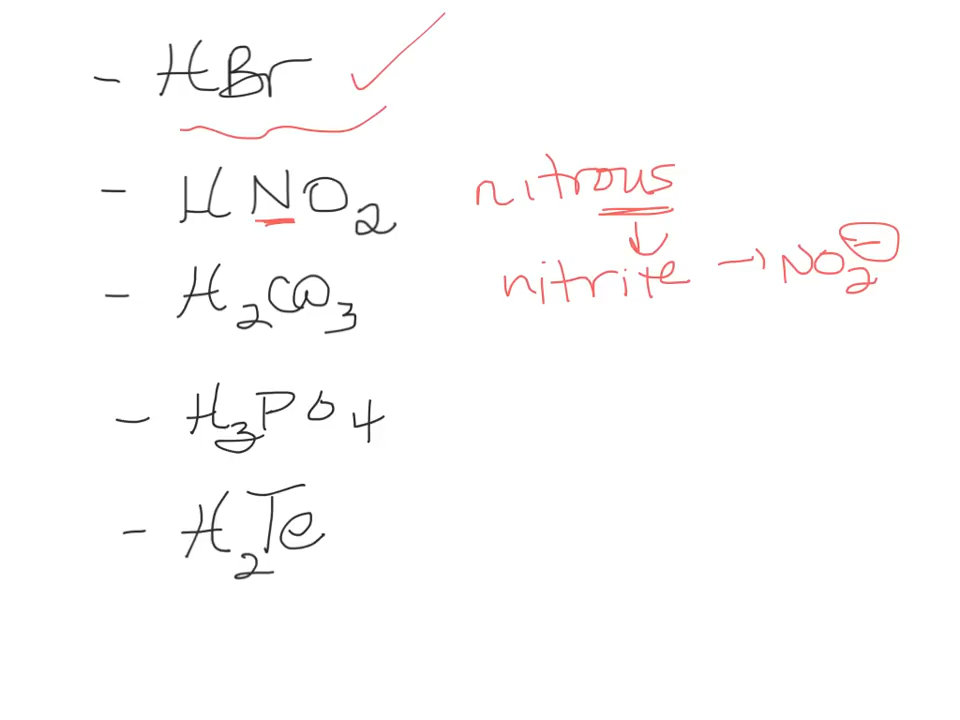 - HBr ✓
- HNO₂ nitrous
↓
nitrite → NO₂⁻
- H₂CO₃
- H₃PO₄
- H₂Te